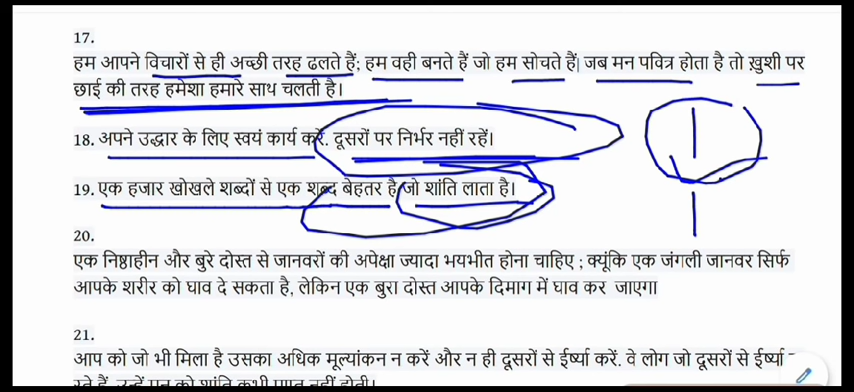 17.
हम आपने विचारों से ही अच्छी तरह ढलते हैं; हम वही बनते हैं जो हम सोचते हैं| जब मन पवित्र होता है तो ख़ुशी पर
छाई की तरह हमेशा हमारे साथ चलती है।
18. अपने उद्धार के लिए स्वयं कार्य करें. दूसरों पर निर्भर नहीं रहें।
19. एक हजार खोखले शब्दों से एक शब्द बेहतर है जो शांति लाता है।
20.
एक निष्ठाहीन और बुरे दोस्त से जानवरों की अपेक्षा ज्यादा भयभीत होना चाहिए ; क्यूंकि एक जंगली जानवर सिर्फ
आपके शरीर को घाव दे सकता है, लेकिन एक बुरा दोस्त आपके दिमाग में घाव कर जाएगा
21.
आप को जो भी मिला है उसका अधिक मूल्यांकन न करें और न ही दूसरों से ईर्ष्या करें. वे लोग जो दूसरों से ईर्ष्या